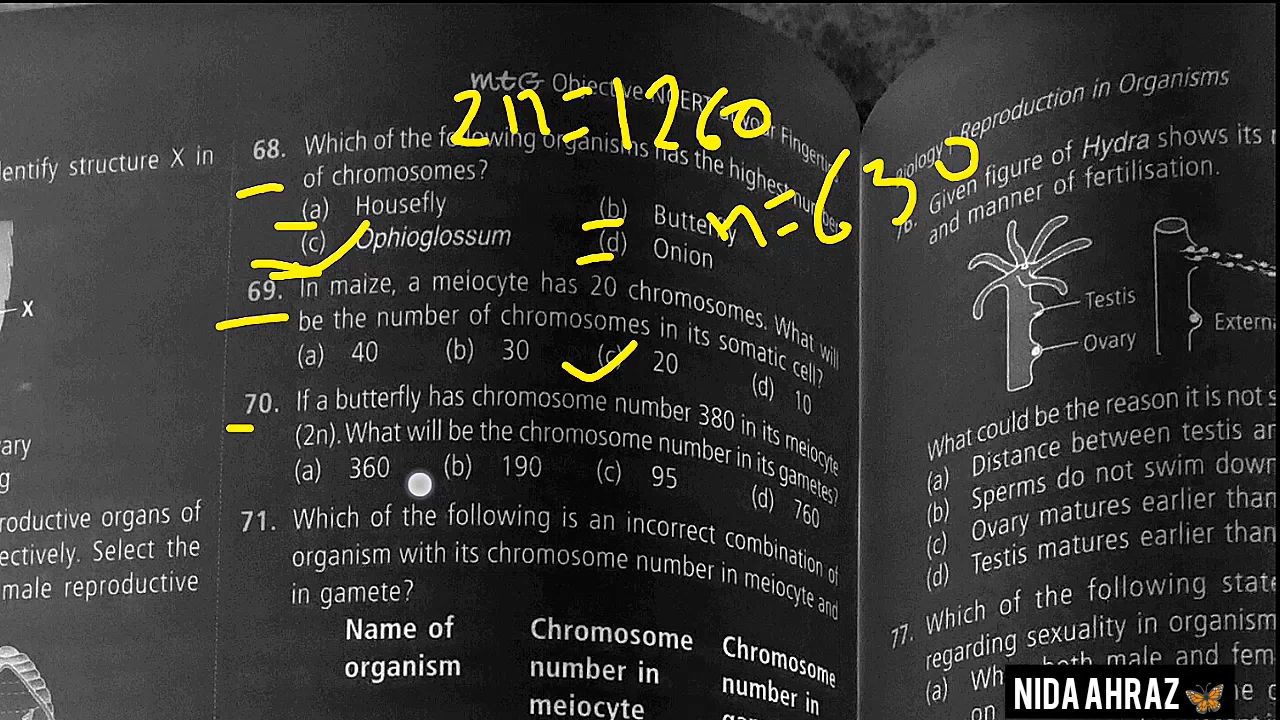 mtG Objective NCERT
2n=1260
n=630
entify structure X in
X
ary
g
roductive organs of
ectively. Select the
male reproductive
68. Which of the following organisms has the highest number
of chromosomes?
(a) Housefly (b) Butterfly
(c) Ophioglossum (d) Onion
69. In maize, a meiocyte has 20 chromosomes. What will
be the number of chromosomes in its somatic cell?
(a) 40 (b) 30 (c) 20 (d) 10
70. If a butterfly has chromosome number 380 in its meiocyte
(2n). What will be the chromosome number in its gametes?
(a) 360 (b) 190 (c) 95 (d) 760
71. Which of the following is an incorrect combination of
organism with its chromosome number in meiocyte and
in gamete?
Name of Chromosome Chromosome
organism number in number in
meiocyte
Reproduction in Organisms
Given figure of Hydra shows its
and manner of fertilisation.
Testis
Ovary
Extern
What could be the reason it is not s
(a) Distance between testis ar
(b) Sperms do not swim down
(c) Ovary matures earlier than
(d) Testis matures earlier than
77. Which of the following state
regarding sexuality in organism
(a) Wh both male and fem
on
NIDA AHRAZ